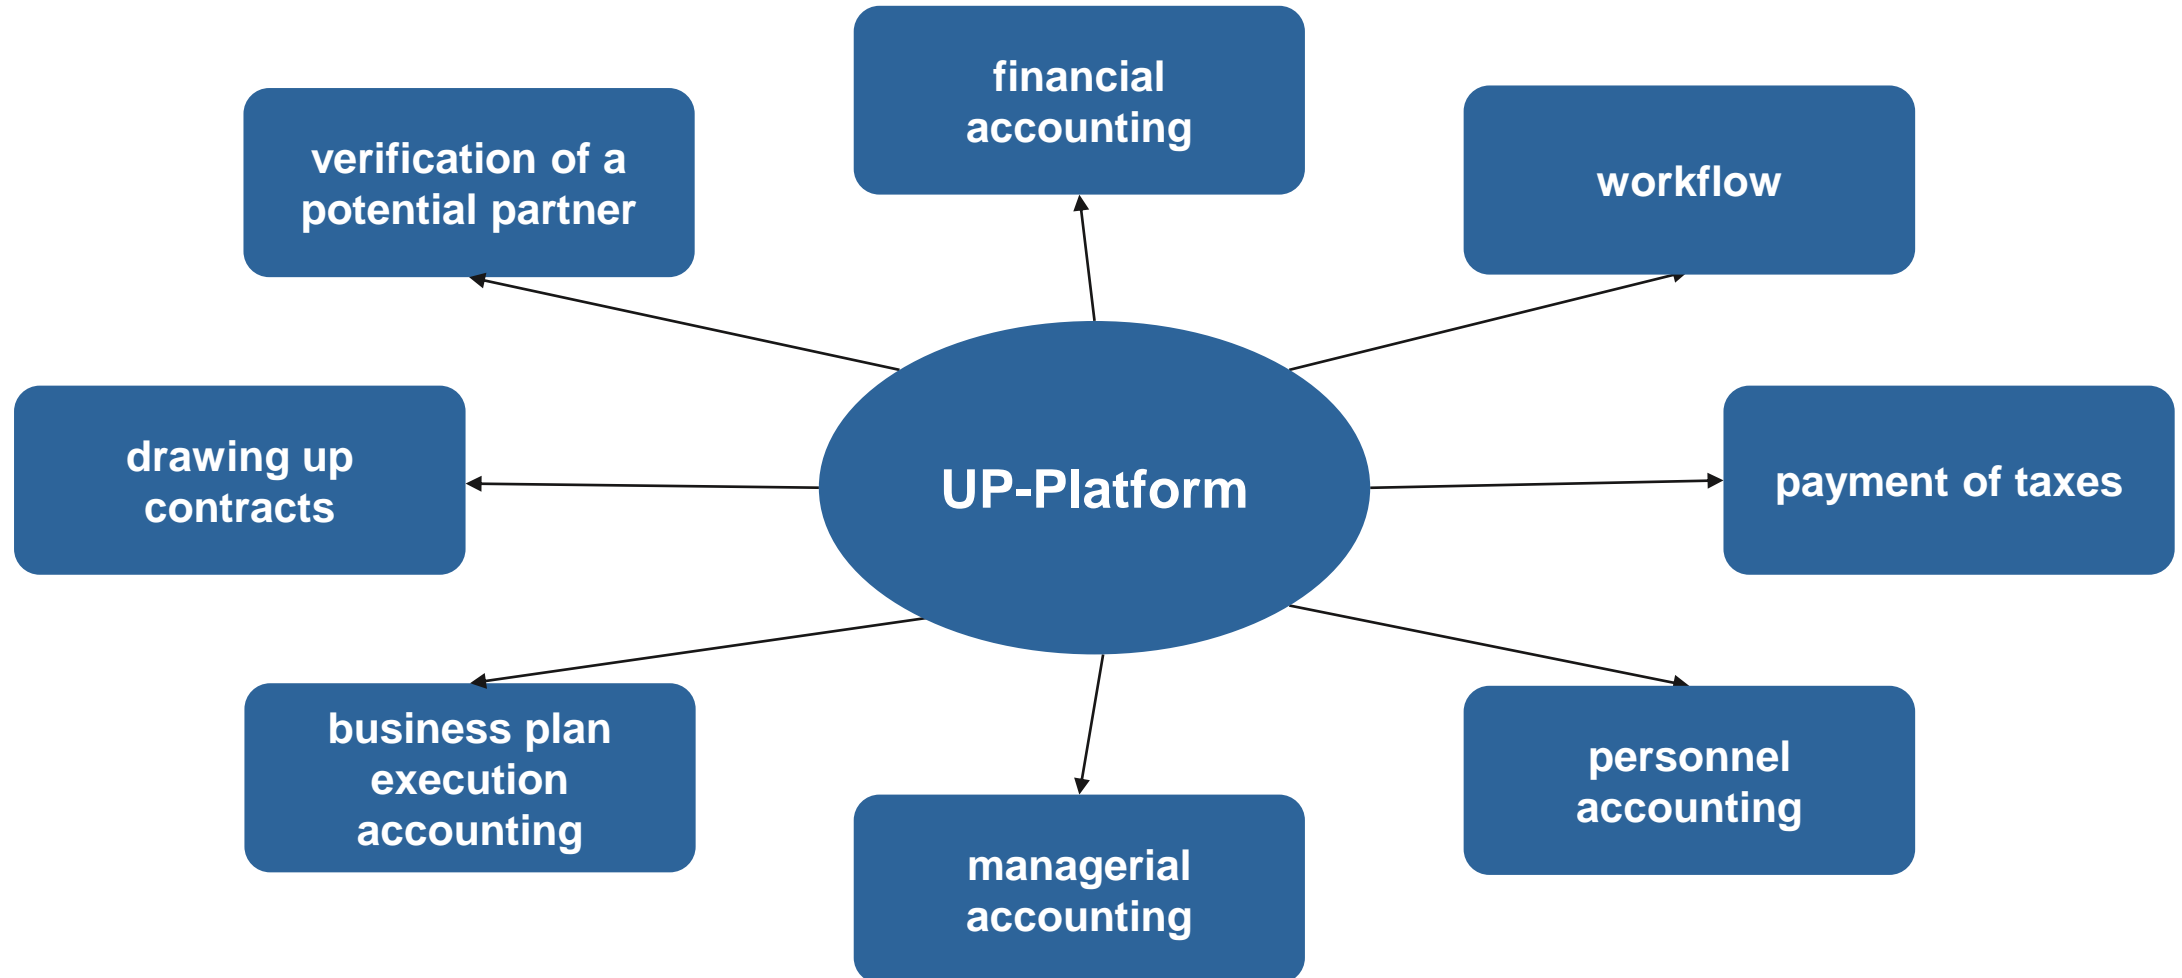 financial
accounting
verification of a
potential partner
workflow
drawing up
contracts
UP-Platform
payment of taxes
business plan
execution
accounting
personnel
accounting
managerial
accounting